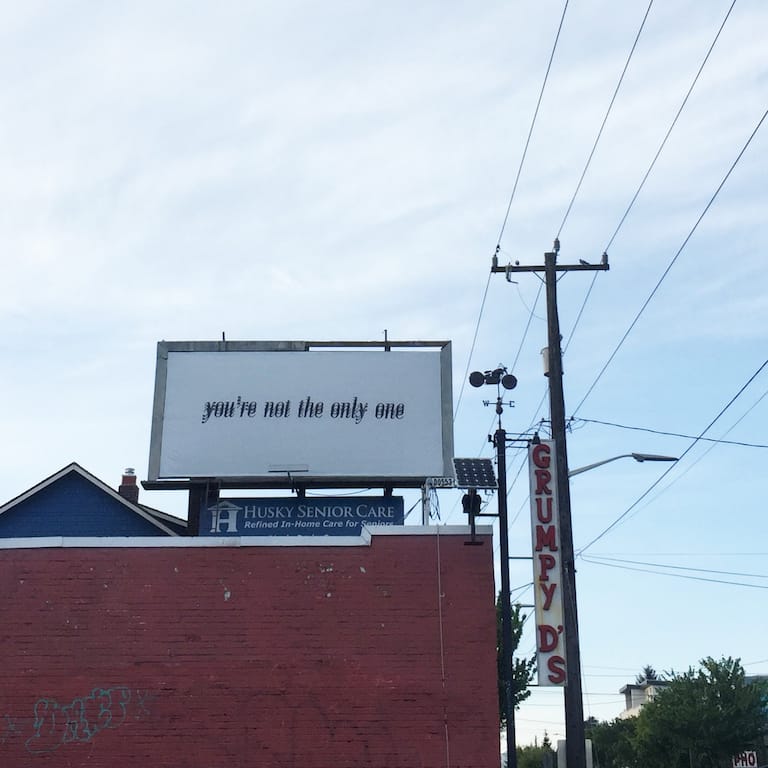 you're not the only one
HUSKY SENIOR CARE
Refined In-Home Care for Seniors
GRUMPY D'S
PHO